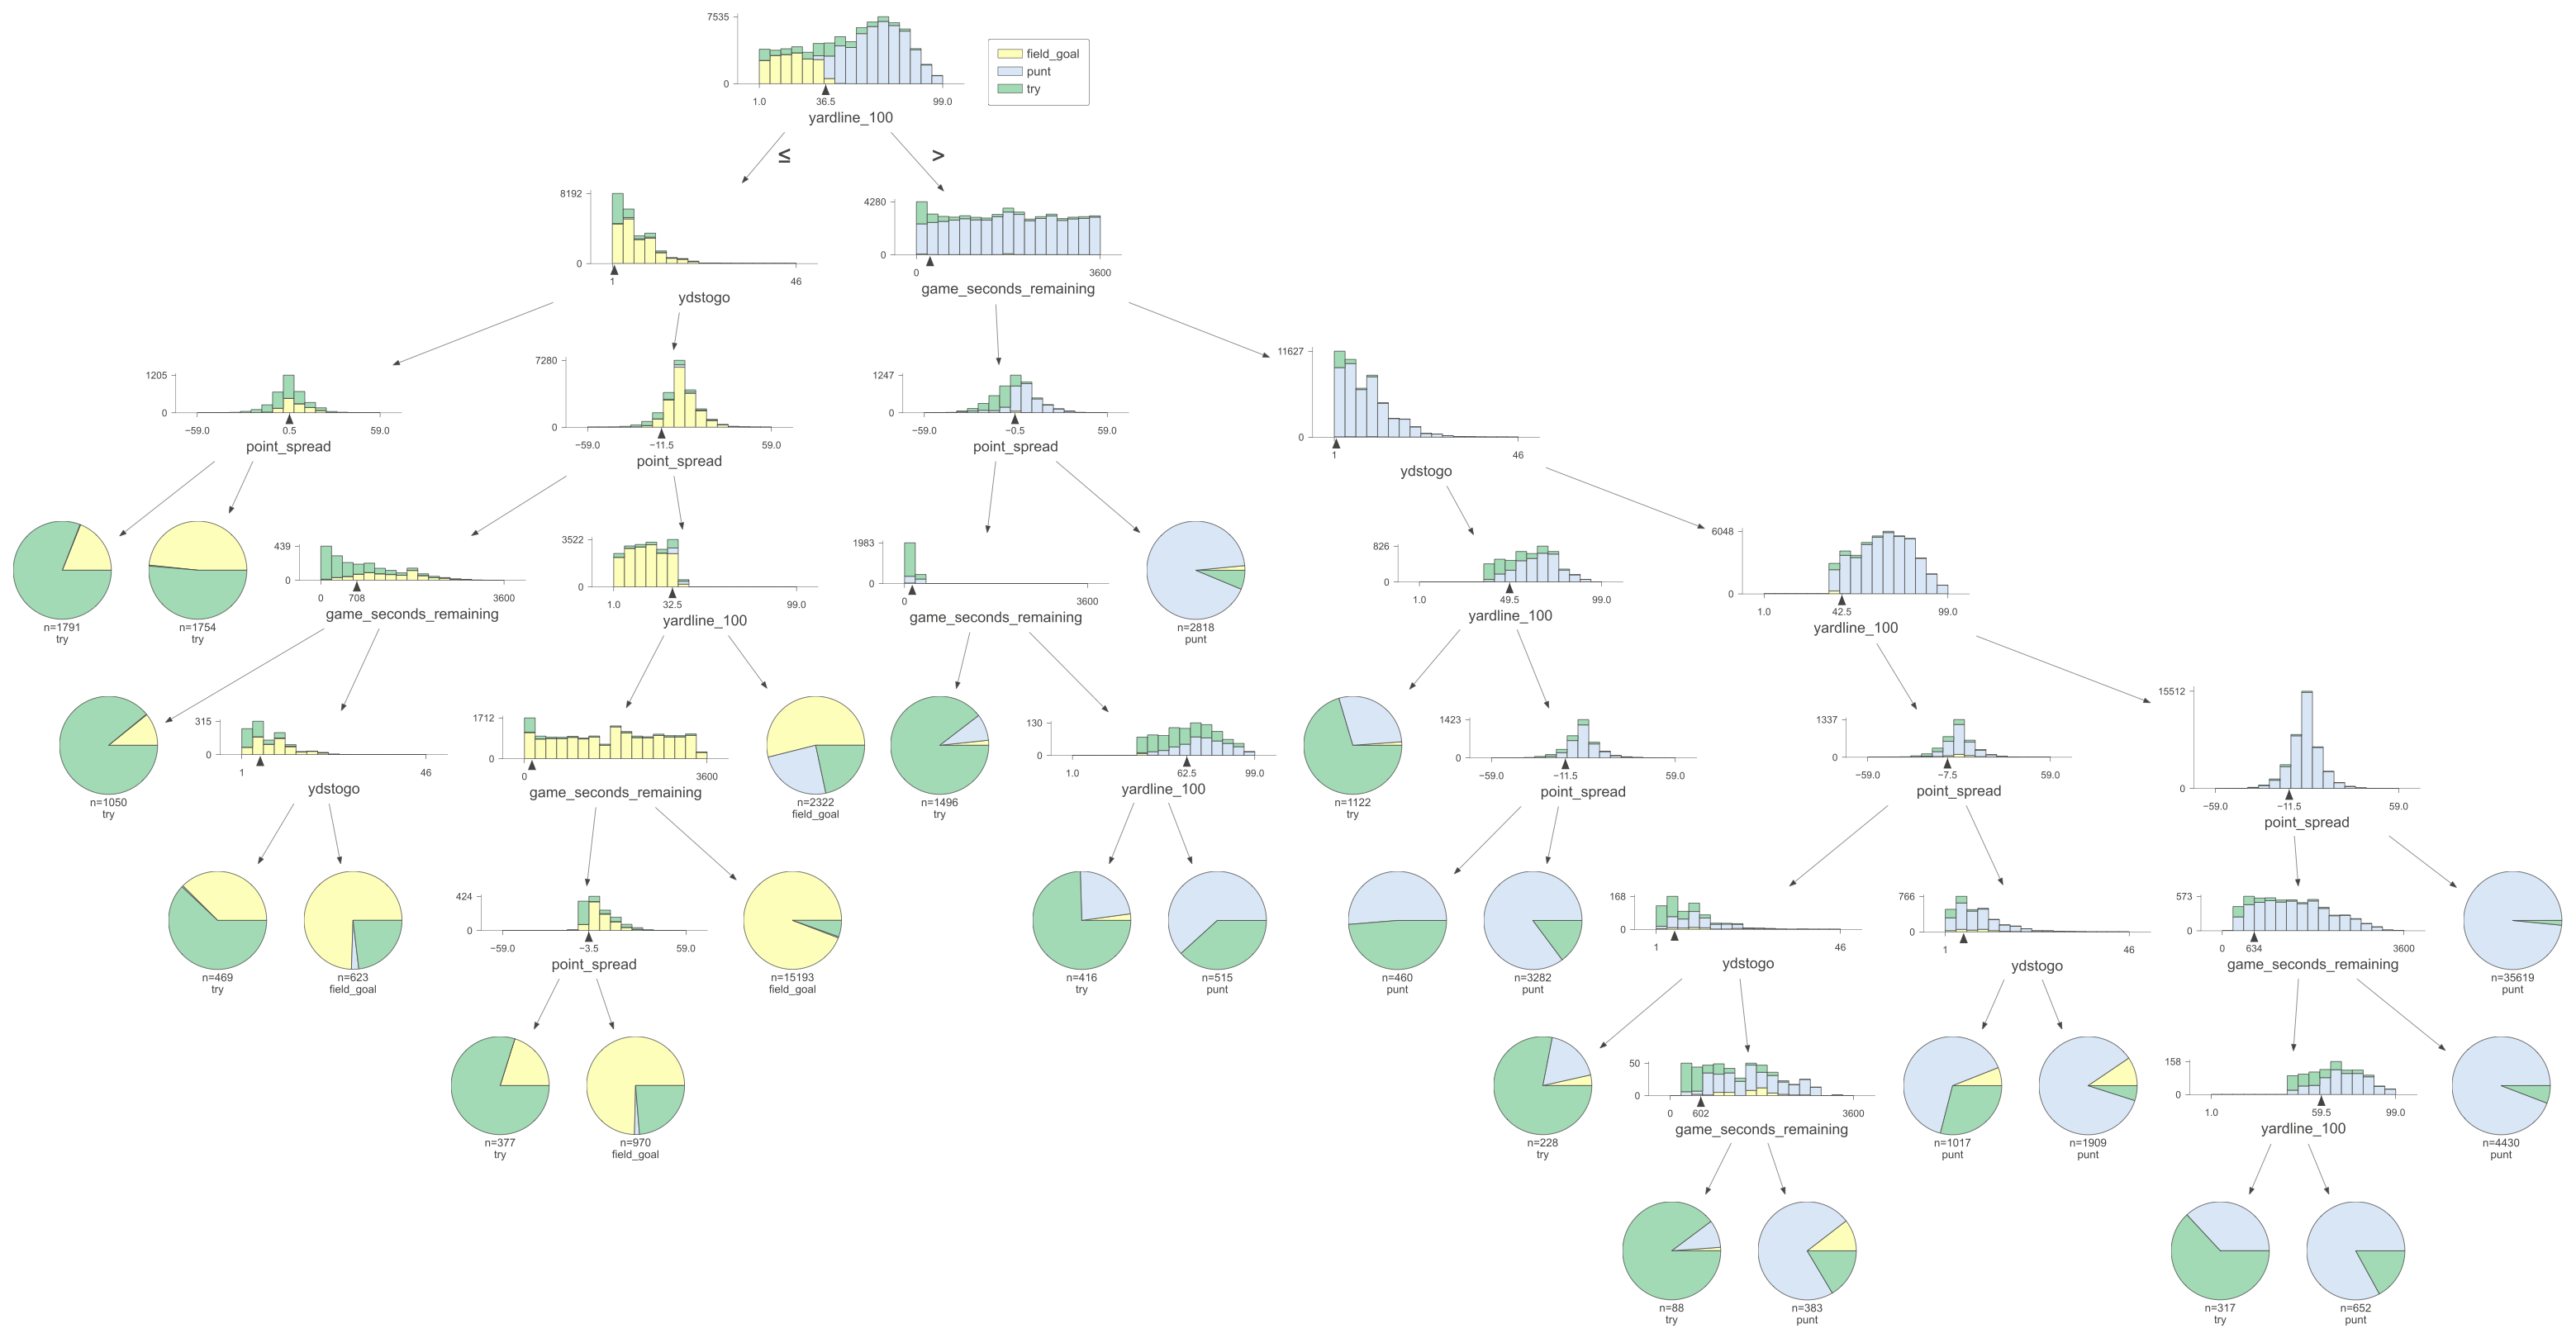 7535
0
1.0 36.5 99.0
yardline_100
field_goal
punt
try
≤ >
8192
0
1 46
ydstogo
4280
0
0 3600
game_seconds_remaining
1205
0
−59.0 0.5 59.0
point_spread
7280
0
−59.0 −11.5 59.0
point_spread
1247
0
−59.0 −0.5 59.0
point_spread
11627
0
1 46
ydstogo
n=1791
try
n=1754
try
439
0
0 708 3600
game_seconds_remaining
3522
0
1.0 32.5 99.0
yardline_100
1983
0
0 3600
game_seconds_remaining
n=2818
punt
826
0
1.0 49.5 99.0
yardline_100
6048
0
1.0 42.5 99.0
yardline_100
n=1050
try
315
0
1 46
ydstogo
1712
0
0 3600
game_seconds_remaining
n=2322
field_goal
n=1496
try
130
0
1.0 62.5 99.0
yardline_100
n=1122
try
1423
0
−59.0 −11.5 59.0
point_spread
1337
0
−59.0 −7.5 59.0
point_spread
15512
0
−59.0 −11.5 59.0
point_spread
n=469
try
n=623
field_goal
424
0
−59.0 −3.5 59.0
point_spread
n=15193
field_goal
n=416
try
n=515
punt
n=460
punt
n=3282
punt
168
0
1 46
ydstogo
766
0
1 46
ydstogo
573
0
0 634 3600
game_seconds_remaining
n=35619
punt
n=377
try
n=970
field_goal
n=228
try
50
0
0 602 3600
game_seconds_remaining
n=1017
punt
n=1909
punt
158
0
1.0 59.5 99.0
yardline_100
n=4430
punt
n=88
try
n=383
punt
n=317
try
n=652
punt